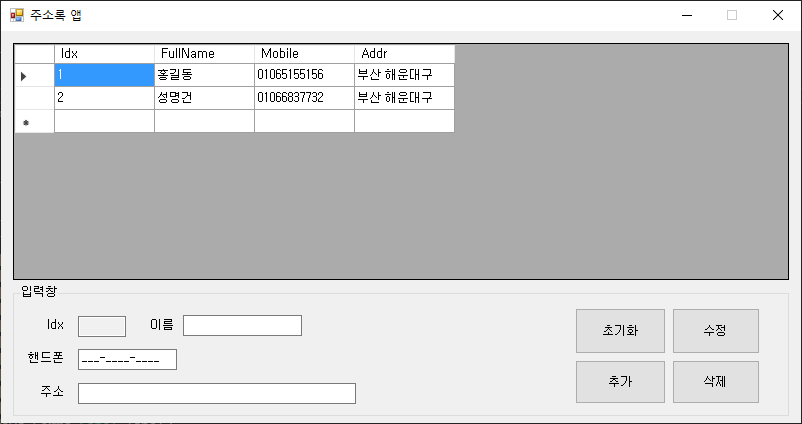 주소록 앱
Idx FullName Mobile Addr
1 홍길동 01065155156 부산 해운대구
2 성명건 01066837732 부산 해운대구
입력창
Idx 이름
핸드폰 ___-____-____
주소
초기화 수정
추가 삭제